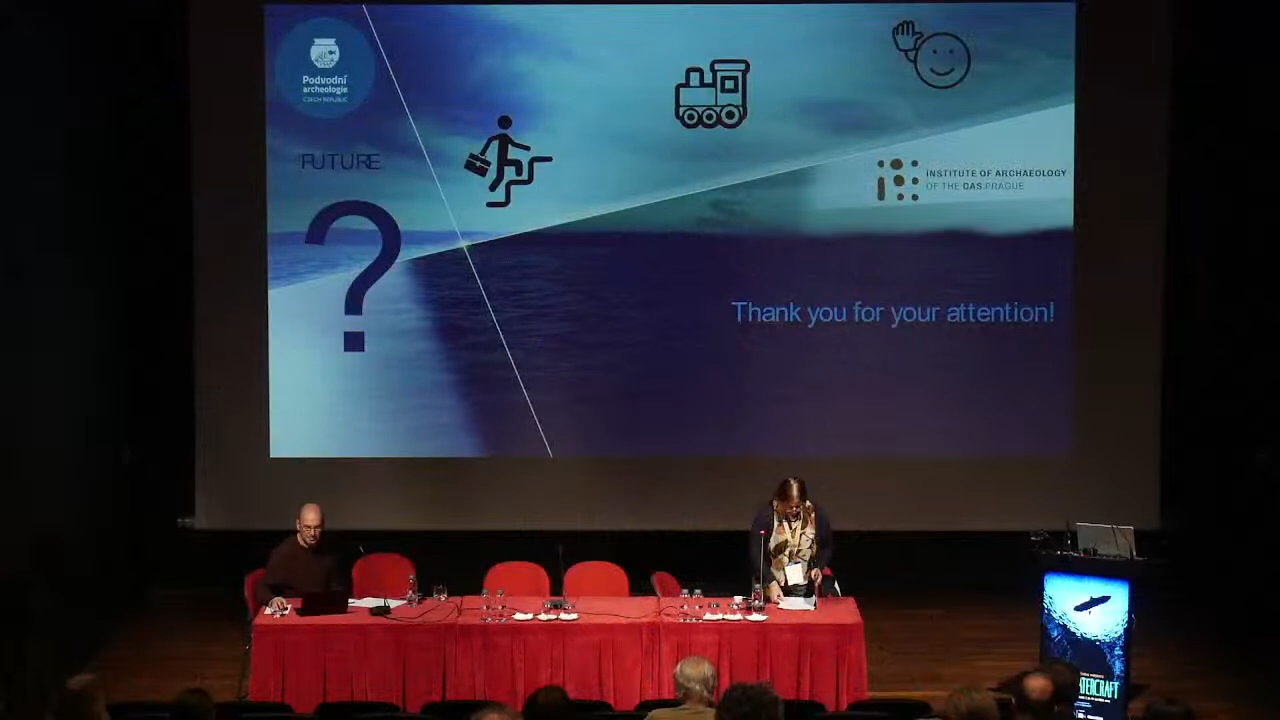 Podvodní
archeologie
CZECH REPUBLIC
FUTURE
?
INSTITUTE OF ARCHAEOLOGY
OF THE CAS PRAGUE
Thank you for your attention!